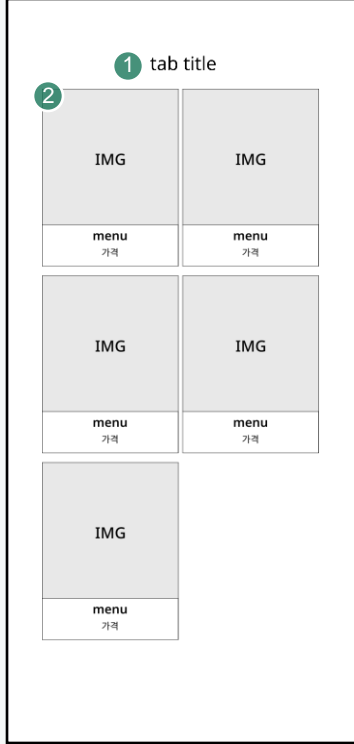 1 tab title
2
IMG IMG
menu menu
가격 가격
IMG IMG
menu menu
가격 가격
IMG
menu
가격